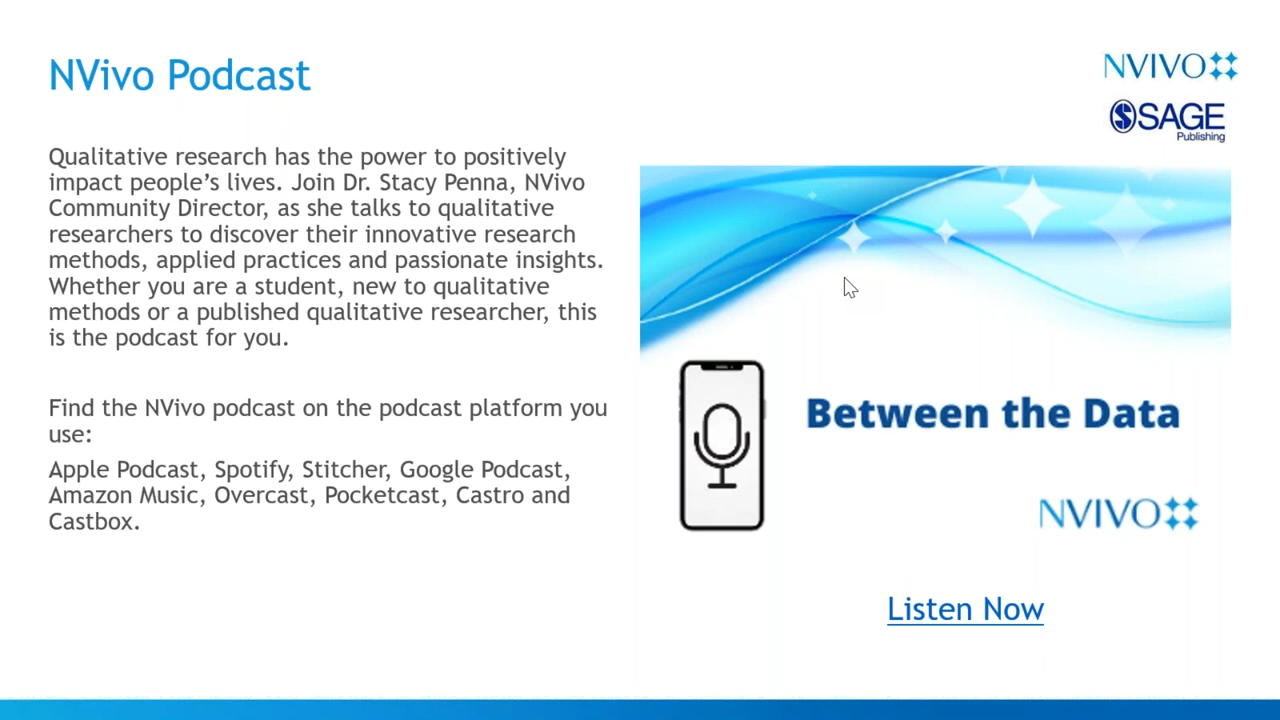 NVivo Podcast
NVIVO
SAGE
Publishing
Qualitative research has the power to positively
impact people’s lives. Join Dr. Stacy Penna, NVivo
Community Director, as she talks to qualitative
researchers to discover their innovative research
methods, applied practices and passionate insights.
Whether you are a student, new to qualitative
methods or a published qualitative researcher, this
is the podcast for you.
Find the NVivo podcast on the podcast platform you
use:
Apple Podcast, Spotify, Stitcher, Google Podcast,
Amazon Music, Overcast, Pocketcast, Castro and
Castbox.
Between the Data
NVIVO
Listen Now